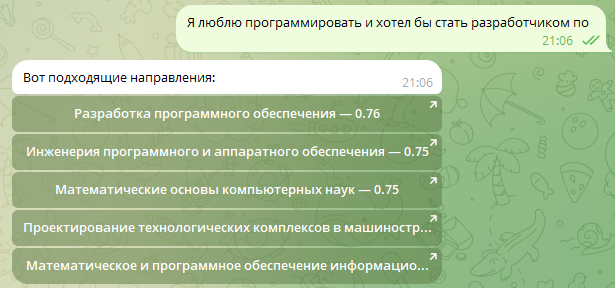 Я люблю программировать и хотел бы стать разработчиком по
21:06
Вот подходящие направления:
21:06
Разработка программного обеспечения — 0.76
Инженерия программного и аппаратного обеспечения — 0.75
Математические основы компьютерных наук — 0.75
Проектирование технологических комплексов в машиностр...
Математическое и программное обеспечение информацио...